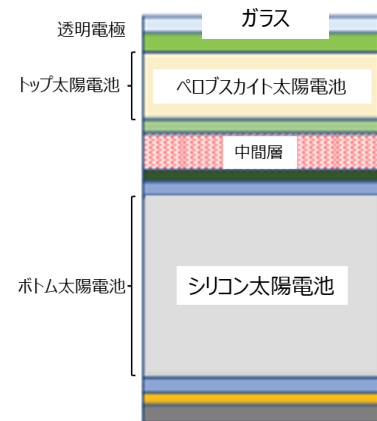 ガラス
透明電極
トップ太陽電池
ペロブスカイト太陽電池
中間層
ボトム太陽電池
シリコン太陽電池